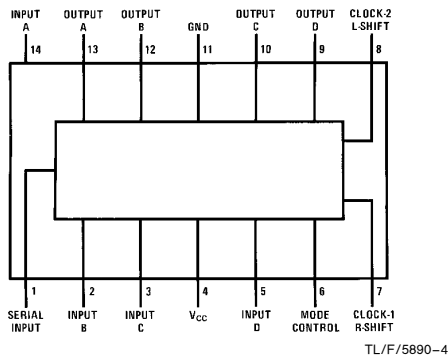 INPUT OUTPUT OUTPUT OUTPUT OUTPUT CLOCK-2
A A B GND C D L-SHIFT
14 13 12 11 10 9 8
1 2 3 4 5 6 7
SERIAL INPUT INPUT VCC INPUT MODE CLOCK-1
INPUT B C D CONTROL R-SHIFT
TL/F/5890–4